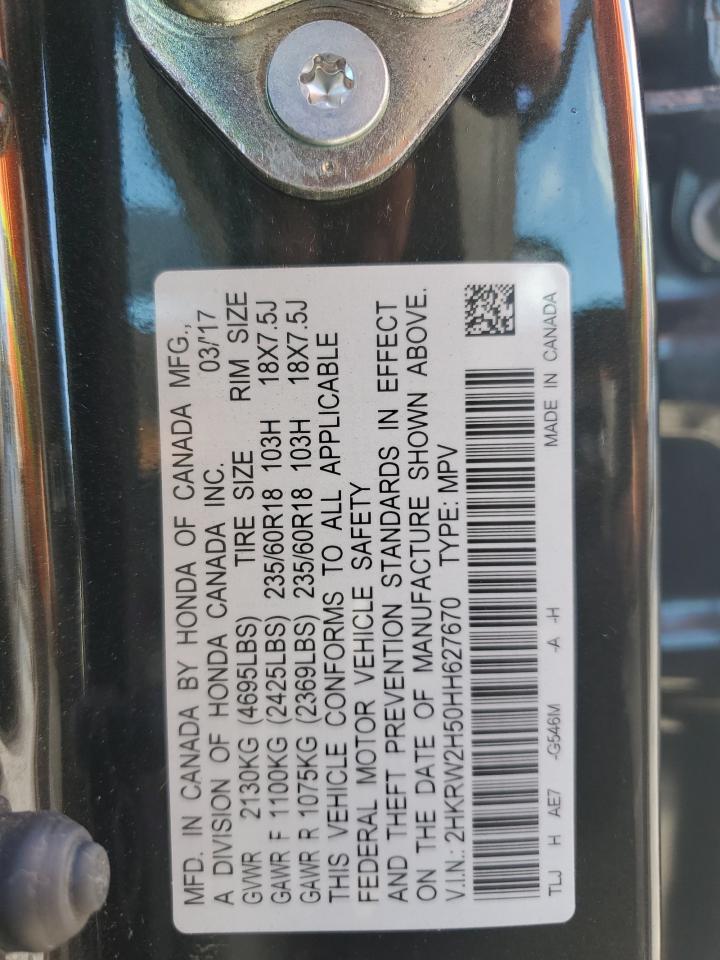 MFD. IN CANADA BY HONDA OF CANADA MFG.,
A DIVISION OF HONDA CANADA INC. 03/'17
GVWR 2130KG (4695LBS) TIRE SIZE RIM SIZE
GAWR F 1100KG (2425LBS) 235/60R18 103H 18X7.5J
GAWR R 1075KG (2369LBS) 235/60R18 103H 18X7.5J
THIS VEHICLE CONFORMS TO ALL APPLICABLE
FEDERAL MOTOR VEHICLE SAFETY
AND THEFT PREVENTION STANDARDS IN EFFECT
ON THE DATE OF MANUFACTURE SHOWN ABOVE.
V.I.N.: 2HKRW2H50HH627670 TYPE: MPV
TLJ H AE7 -G546M -A -H MADE IN CANADA